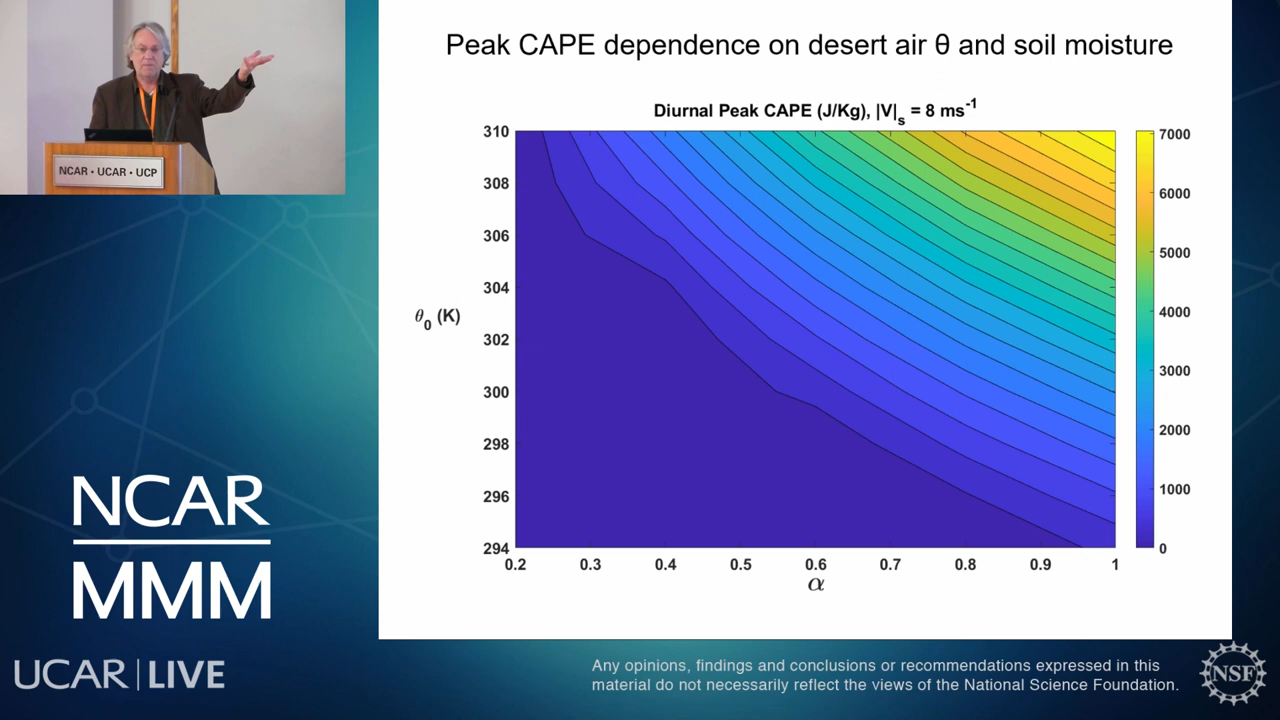 Peak CAPE dependence on desert air θ and soil moisture
Diurnal Peak CAPE (J/Kg), |V|s = 8 ms-1
310
308
306
304
302
300
298
296
294
θ0 (K)
0.2 0.3 0.4 0.5 0.6 0.7 0.8 0.9 1
α
7000
6000
5000
4000
3000
2000
1000
0
NCAR • UCAR • UCP
NCAR
MMM
UCAR | LIVE
Any opinions, findings and conclusions or recommendations expressed in this
material do not necessarily reflect the views of the National Science Foundation.
NSF